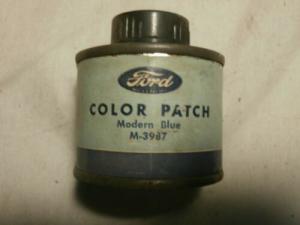 Ford
COLOR PATCH
Modern Blue
M-3987